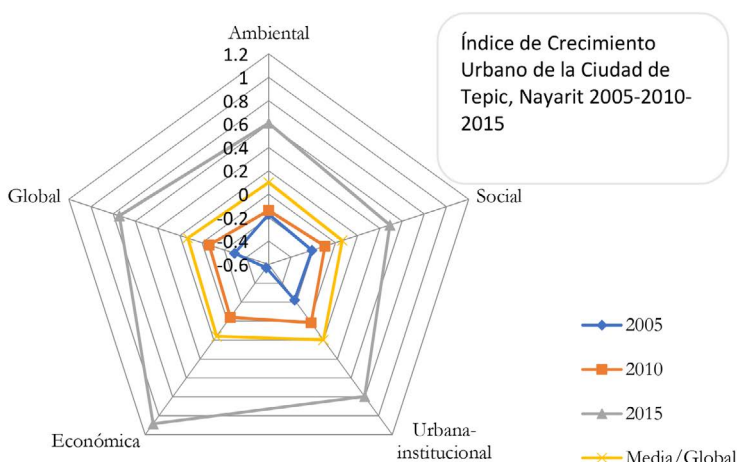 Ambiental
1.2
1
0.8
0.6
0.4
0.2
0
-0.2
-0.4
-0.6
Índice de Crecimiento
Urbano de la Ciudad de
Tepic, Nayarit 2005-2010-
2015
Global
Social
Económica
Urbana-
institucional
2005
2010
2015
Media/Global